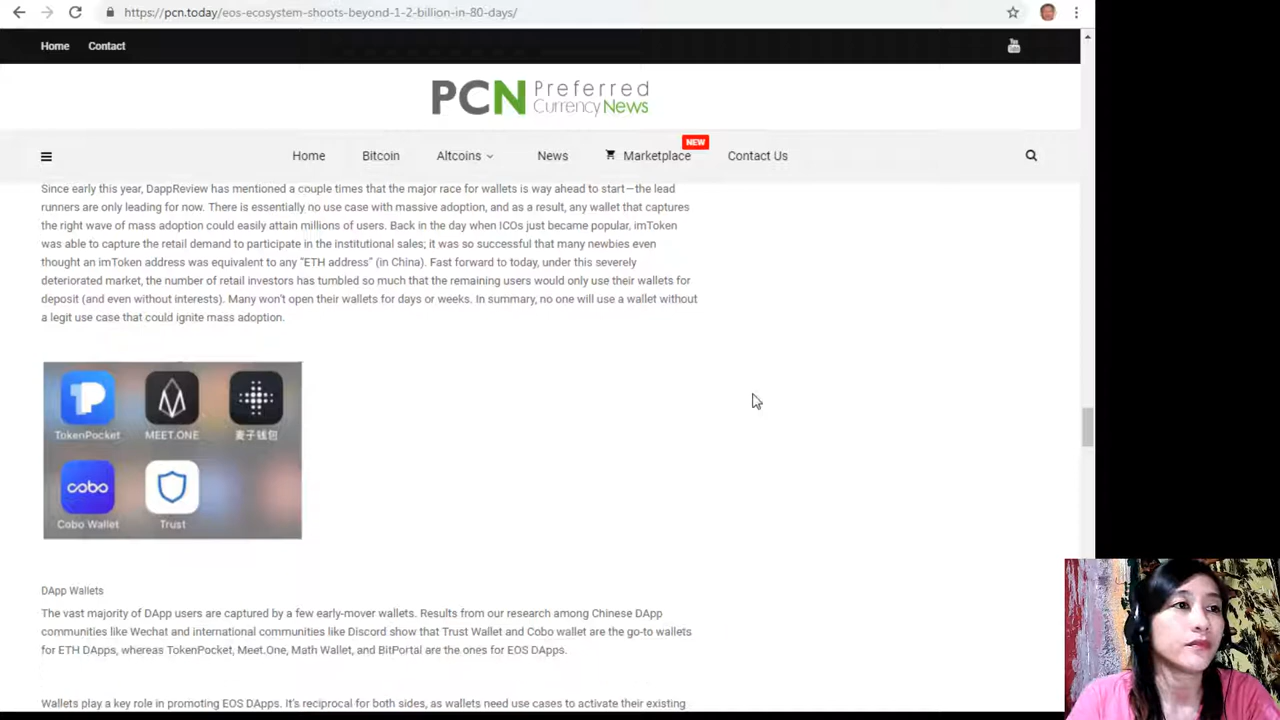 https://pcn.today/eos-ecosystem-shoots-beyond-1-2-billion-in-80-days/
Home Contact
You Tube
PCN Preferred Currency News
NEW
Home Bitcoin Altcoins News Marketplace Contact Us
Since early this year, DappReview has mentioned a couple times that the major race for wallets is way ahead to start—the lead
runners are only leading for now. There is essentially no use case with massive adoption, and as a result, any wallet that captures
the right wave of mass adoption could easily attain millions of users. Back in the day when ICOs just became popular, imToken
was able to capture the retail demand to participate in the institutional sales; it was so successful that many newbies even
thought an imToken address was equivalent to any “ETH address” (in China). Fast forward to today, under this severely
deteriorated market, the number of retail investors has tumbled so much that the remaining users would only use their wallets for
deposit (and even without interests). Many won't open their wallets for days or weeks. In summary, no one will use a wallet without
a legit use case that could ignite mass adoption.
TokenPocket MEET.ONE 麦子钱包
cobo
Cobo Wallet Trust
DApp Wallets
The vast majority of DApp users are captured by a few early-mover wallets. Results from our research among Chinese DApp
communities like Wechat and international communities like Discord show that Trust Wallet and Cobo wallet are the go-to wallets
for ETH DApps, whereas TokenPocket, Meet.One, Math Wallet, and BitPortal are the ones for EOS DApps.
Wallets play a key role in promoting EOS DApps. It's reciprocal for both sides, as wallets need use cases to activate their existing